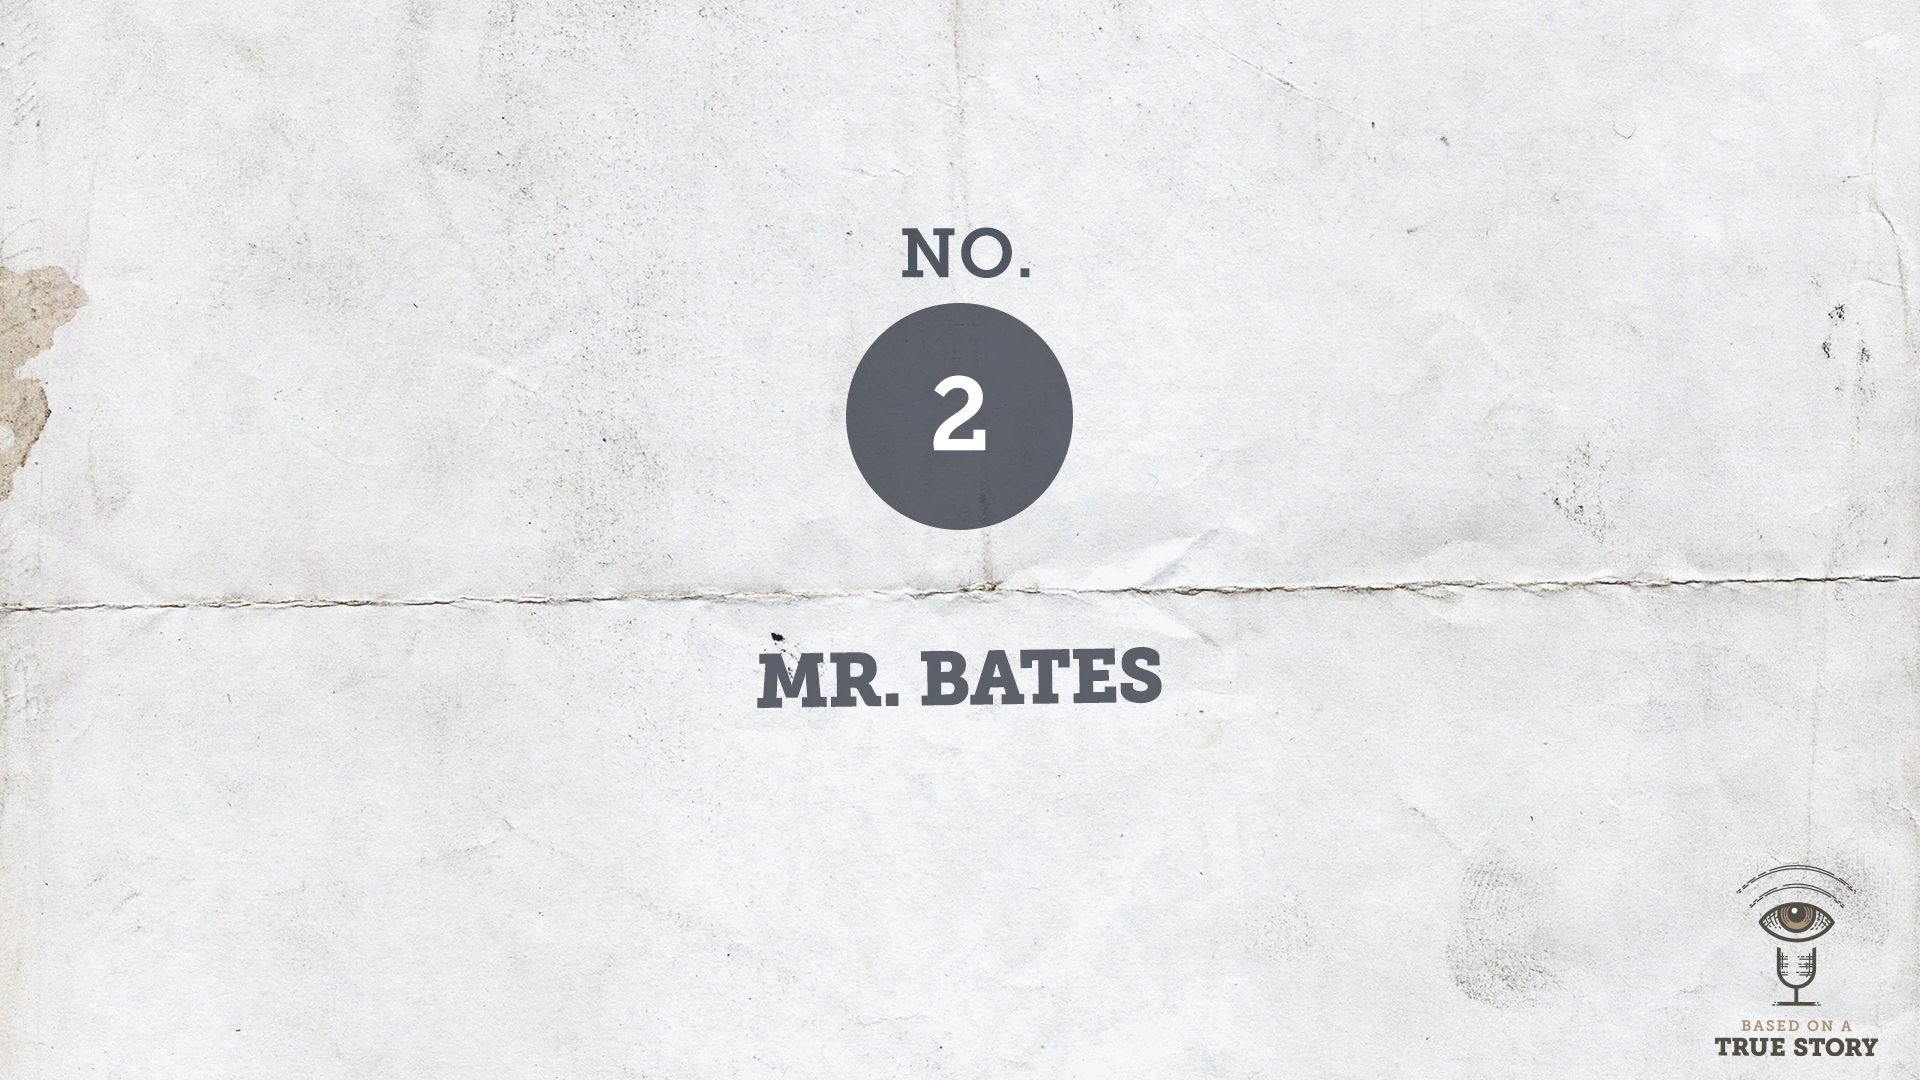 NO.
2
MR. BATES
BASED ON A
TRUE STORY